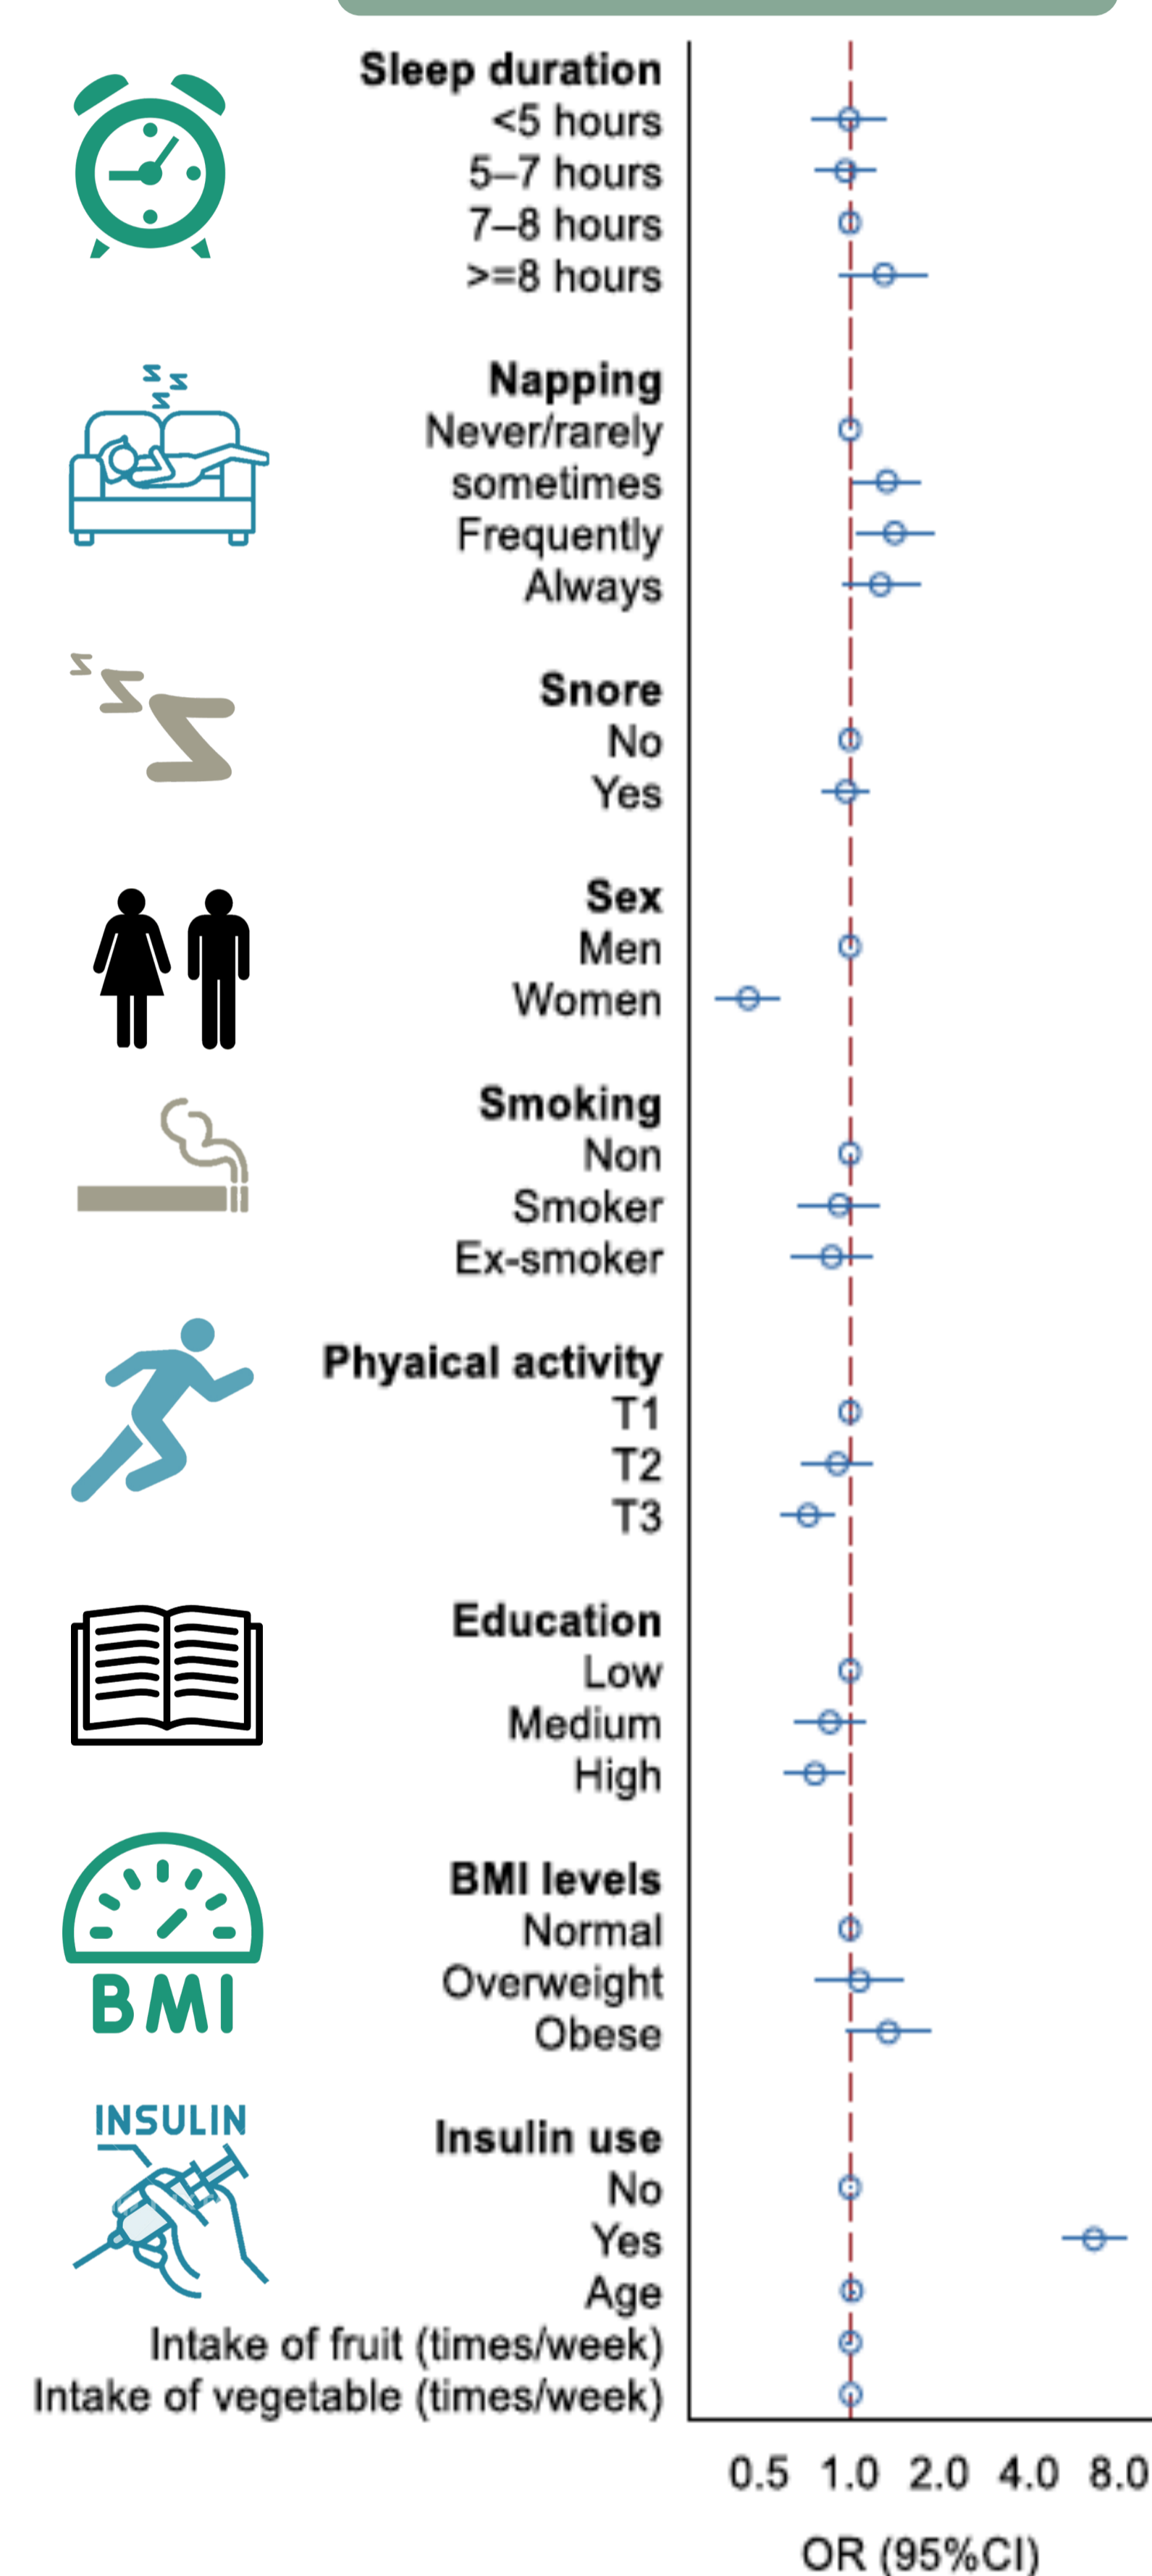 Sleep duration
<5 hours
5–7 hours
7–8 hours
>=8 hours
z z z
Napping
Never/rarely
sometimes
Frequently
Always
z z Z
Snore
No
Yes
Sex
Men
Women
Smoking
Non
Smoker
Ex-smoker
Phyaical activity
T1
T2
T3
Education
Low
Medium
High
BMI levels
Normal
Overweight
Obese
BMI
INSULIN
Insulin use
No
Yes
Age
Intake of fruit (times/week)
Intake of vegetable (times/week)
0.5 1.0 2.0 4.0 8.0
OR (95%CI)